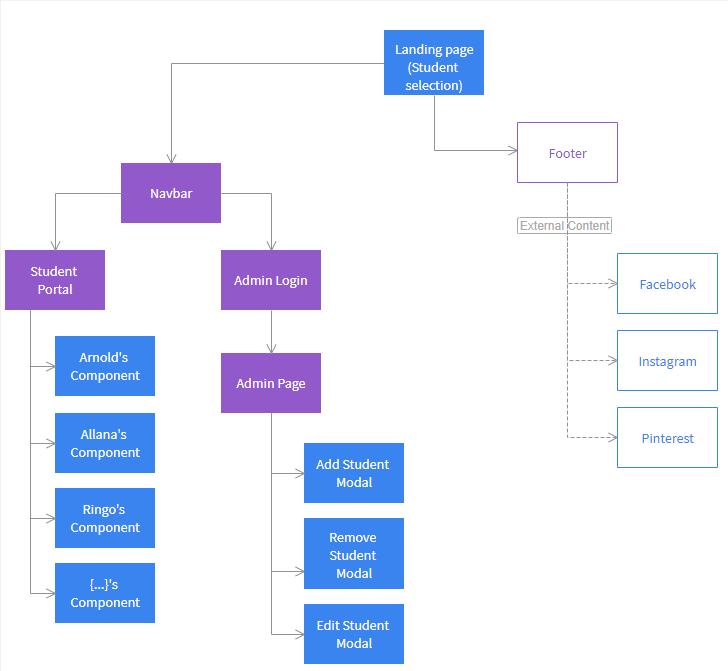 Landing page
(Student
selection)
Footer
Navbar
External Content
Student
Portal
Admin Login
Facebook
Arnold's
Component
Admin Page
Instagram
Allana's
Component
Pinterest
Add Student
Modal
Ringo's
Component
Remove
Student
Modal
{...}'s
Component
Edit Student
Modal